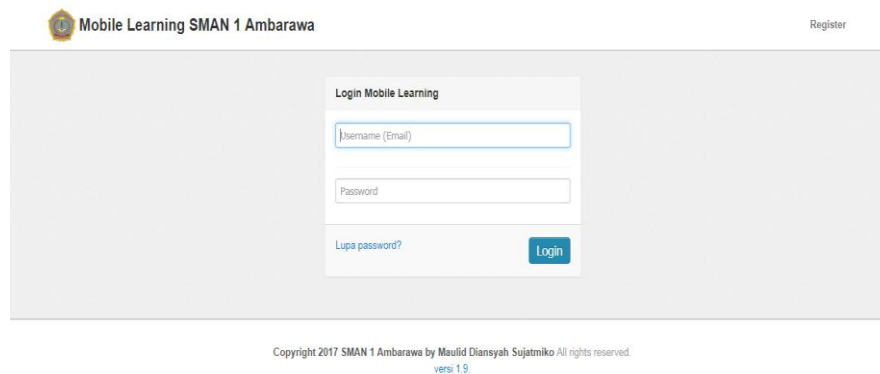 Mobile Learning SMAN 1 Ambarawa
Register
Login Mobile Learning
Username (Email)
Password
Lupa password?
Login
Copyright 2017 SMAN 1 Ambarawa by Maulid Diansyah Sujatmiko All rights reserved.
versi 1.9